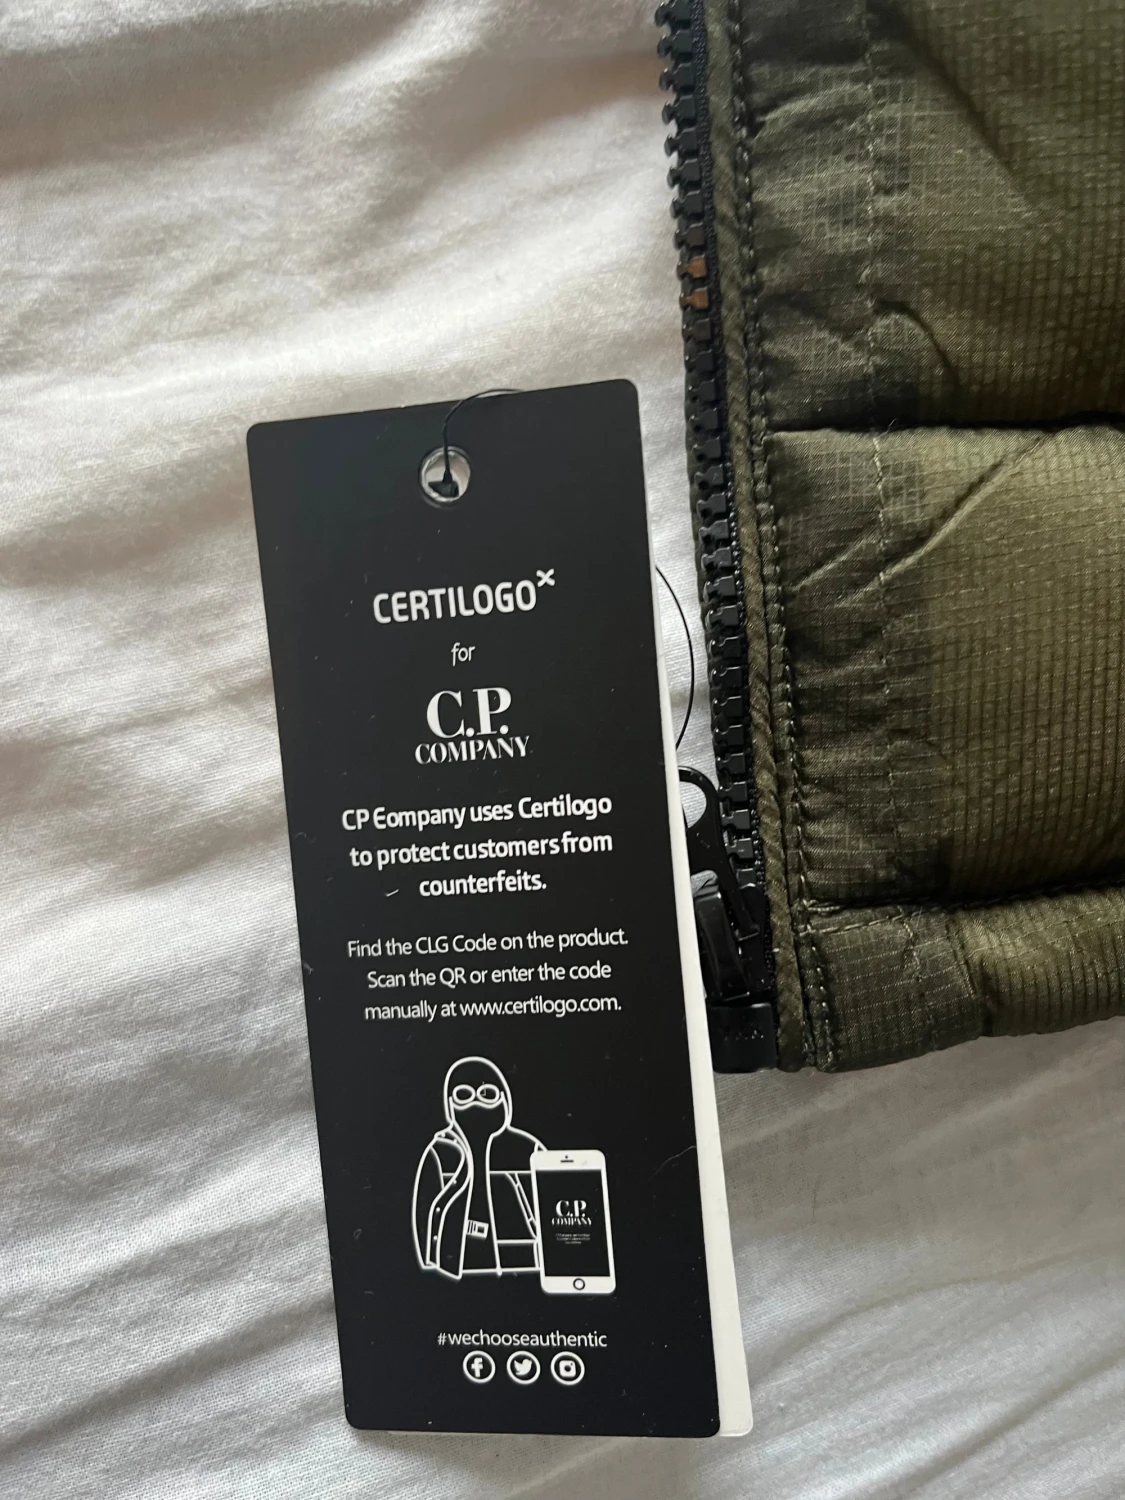 CERTILOGO×
for
C.P.
COMPANY
CP Eompany uses Certilogo
to protect customers from
counterfeits.
Find the CLG Code on the product.
Scan the QR or enter the code
manually at www.certilogo.com.
C.P.
COMPANY
#wechooseauthentic